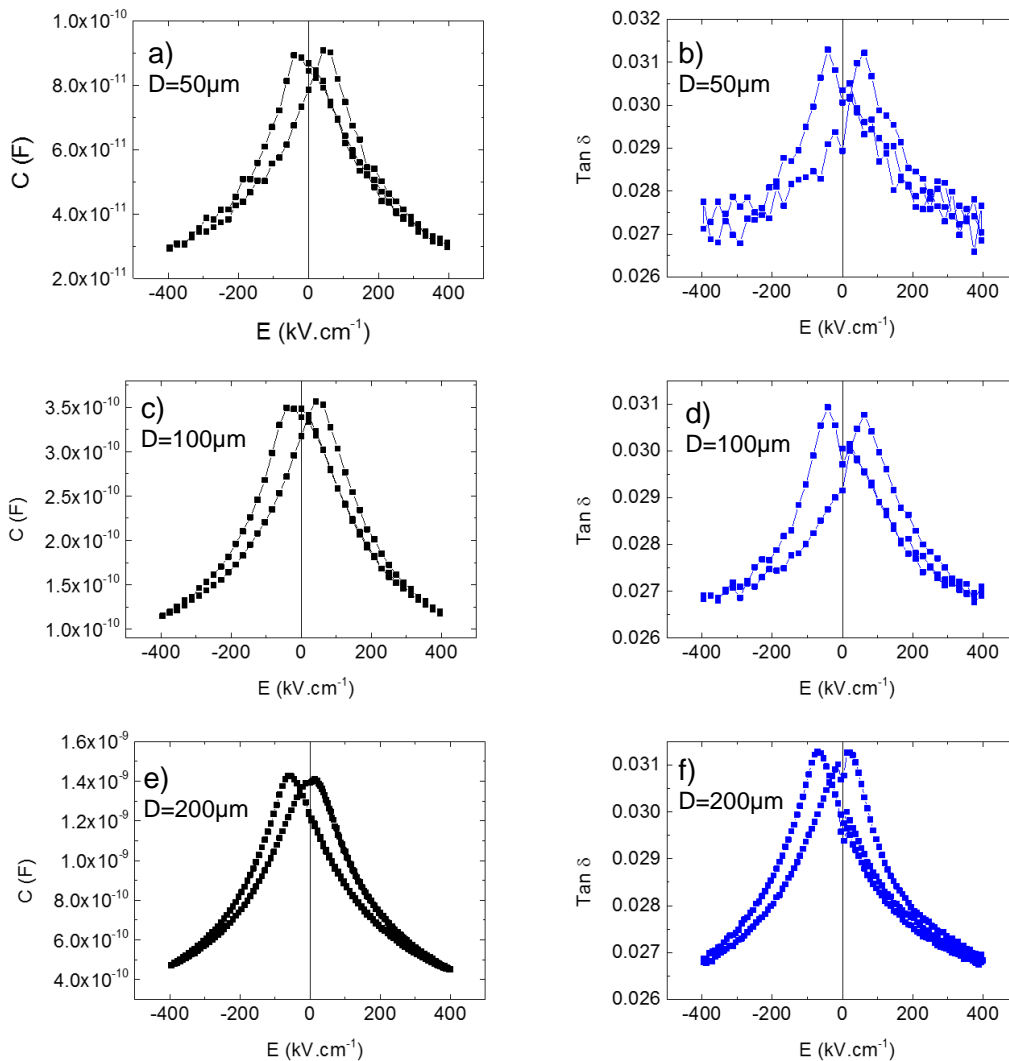 1.0x10⁻¹⁰
8.0x10⁻¹¹
6.0x10⁻¹¹
4.0x10⁻¹¹
2.0x10⁻¹¹
C (F)
a)
D=50µm
-400 -200 0 200 400
E (kV.cm⁻¹)
0.032
0.031
0.030
0.029
0.028
0.027
0.026
Tan δ
b)
D=50µm
-400 -200 0 200 400
E (kV.cm⁻¹)
3.5x10⁻¹⁰
3.0x10⁻¹⁰
2.5x10⁻¹⁰
2.0x10⁻¹⁰
1.5x10⁻¹⁰
1.0x10⁻¹⁰
C (F)
c)
D=100µm
-400 -200 0 200 400
E (kV.cm⁻¹)
0.031
0.030
0.029
0.028
0.027
0.026
Tan δ
d)
D=100µm
-400 -200 0 200 400
E (kV.cm⁻¹)
1.6x10⁻⁹
1.4x10⁻⁹
1.2x10⁻⁹
1.0x10⁻⁹
8.0x10⁻¹⁰
6.0x10⁻¹⁰
4.0x10⁻¹⁰
C (F)
e)
D=200µm
-400 -200 0 200 400
E (kV.cm⁻¹)
0.031
0.030
0.029
0.028
0.027
0.026
Tan δ
f)
D=200µm
-400 -200 0 200 400
E (kV.cm⁻¹)